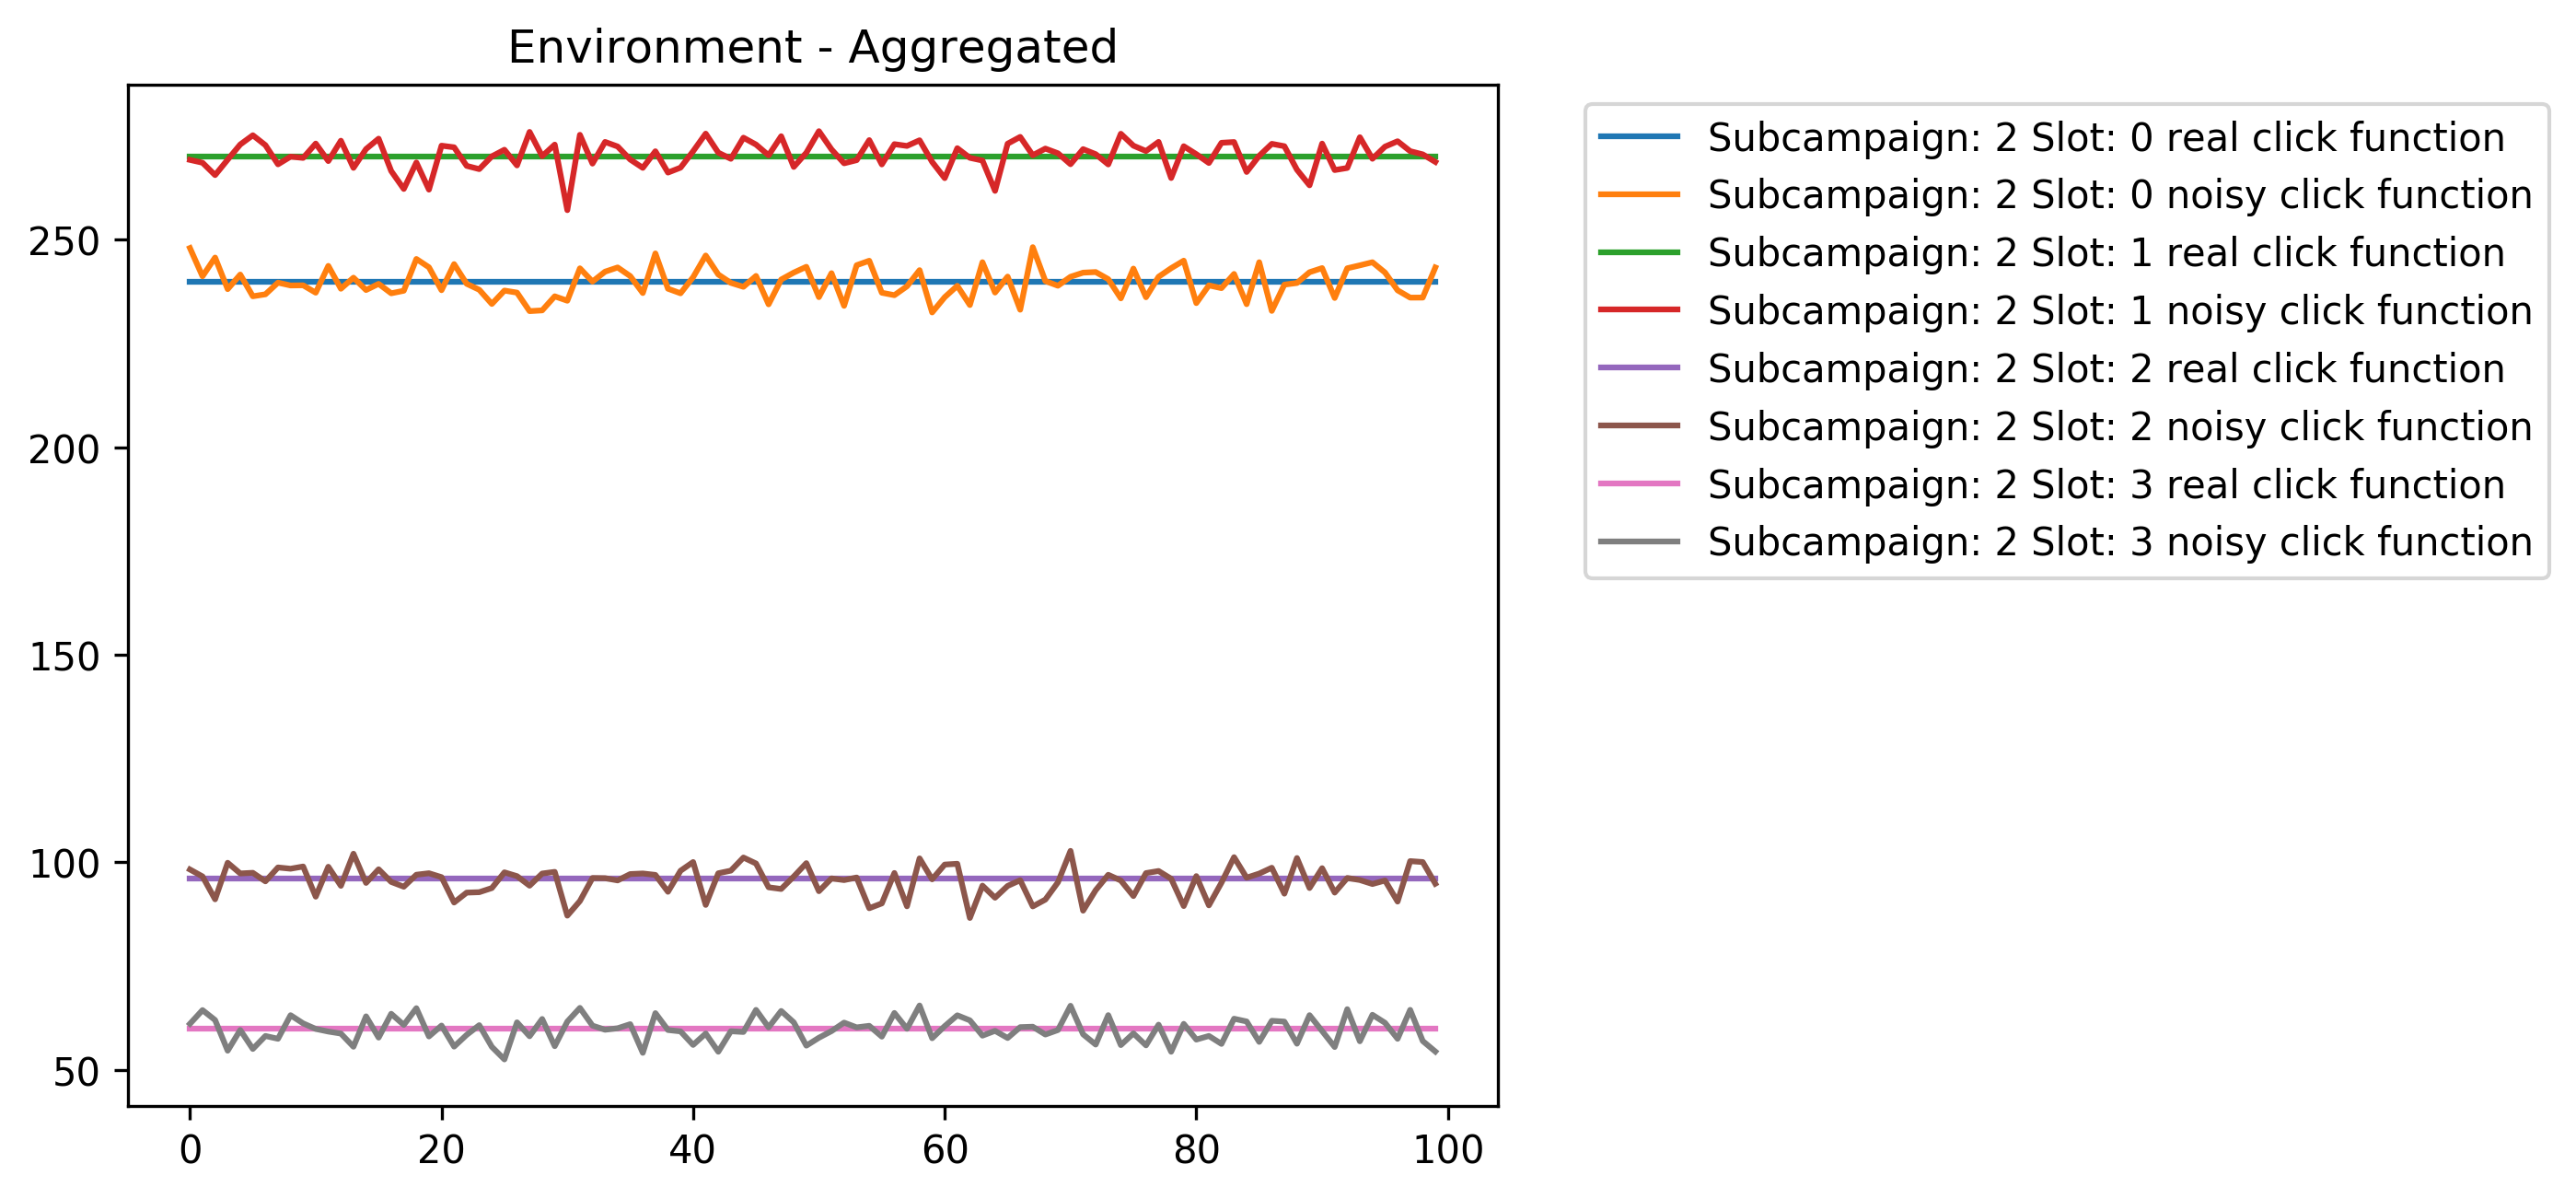 Environment - Aggregated
250
200
150
100
50
0 20 40 60 80 100
Subcampaign: 2 Slot: 0 real click function
Subcampaign: 2 Slot: 0 noisy click function
Subcampaign: 2 Slot: 1 real click function
Subcampaign: 2 Slot: 1 noisy click function
Subcampaign: 2 Slot: 2 real click function
Subcampaign: 2 Slot: 2 noisy click function
Subcampaign: 2 Slot: 3 real click function
Subcampaign: 2 Slot: 3 noisy click function